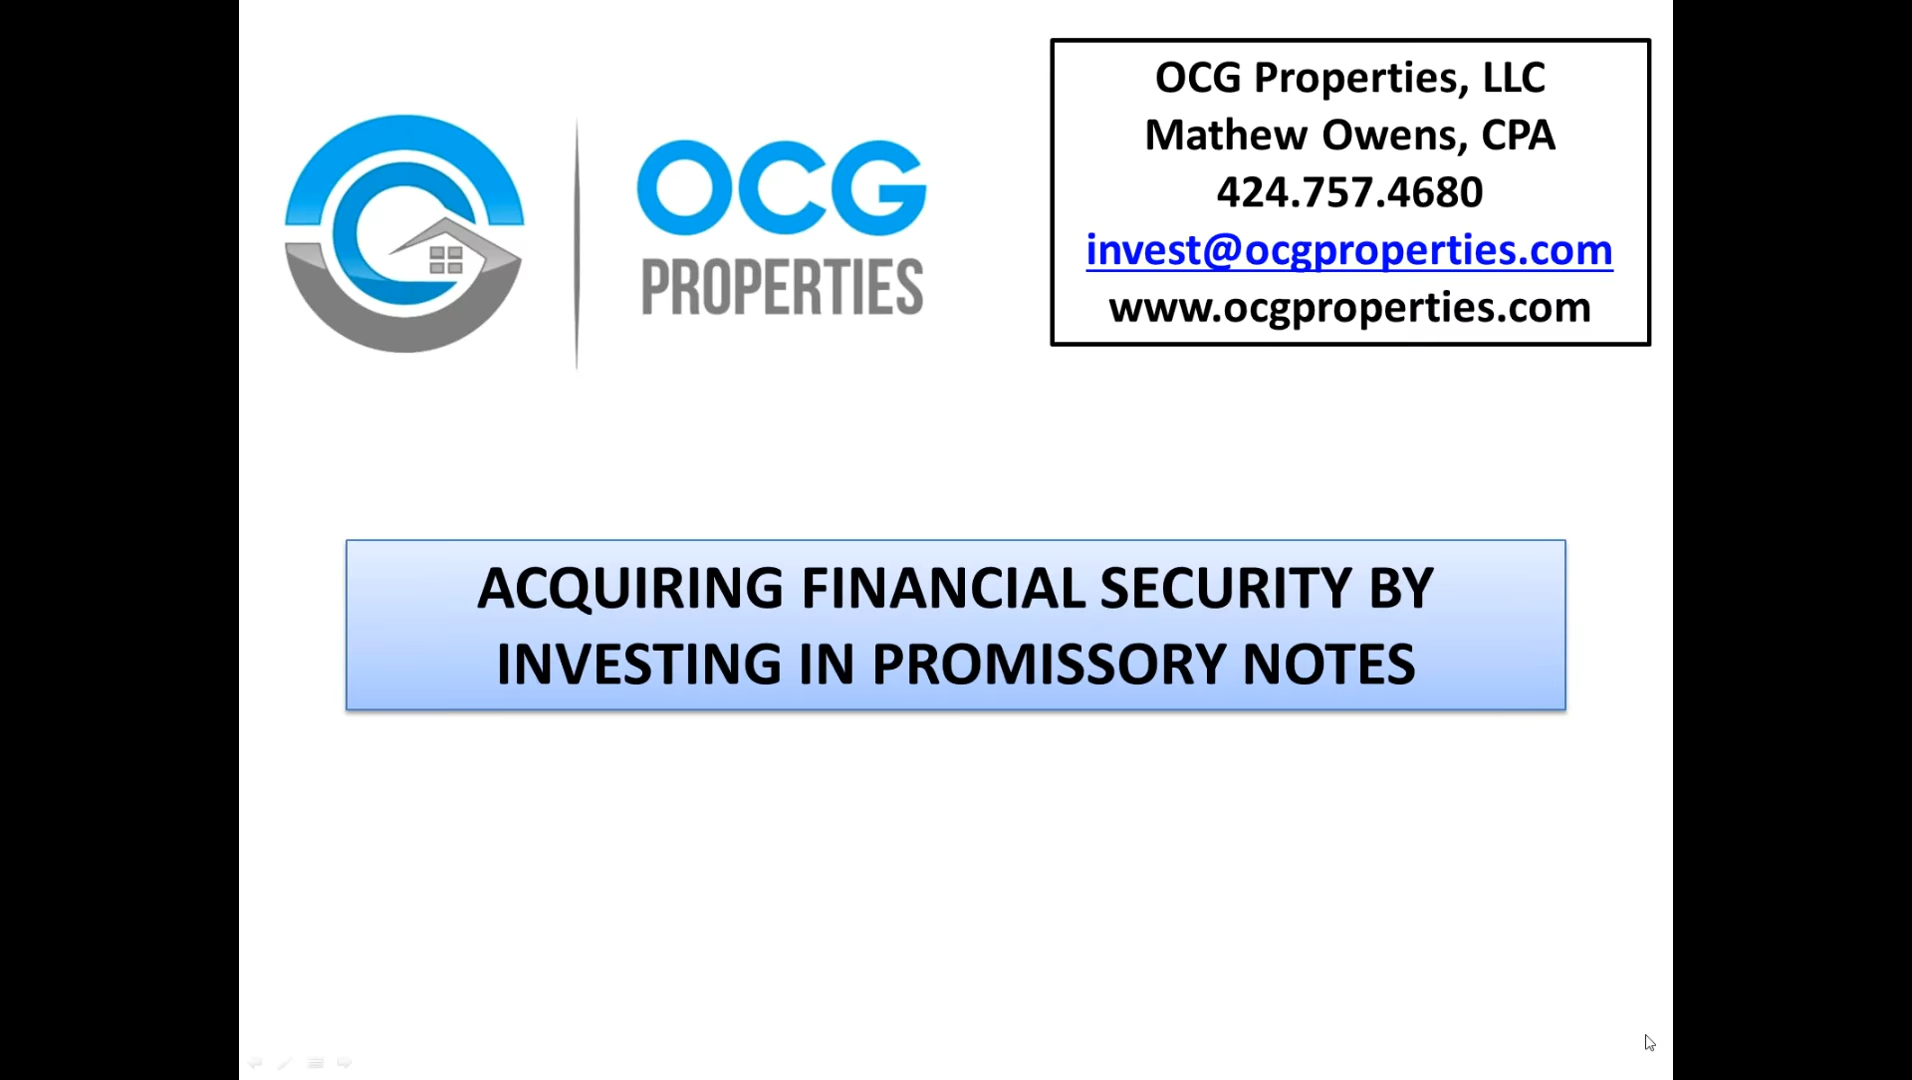 OCG
PROPERTIES
OCG Properties, LLC
Mathew Owens, CPA
424.757.4680
invest@ocgproperties.com
www.ocgproperties.com
ACQUIRING FINANCIAL SECURITY BY
INVESTING IN PROMISSORY NOTES